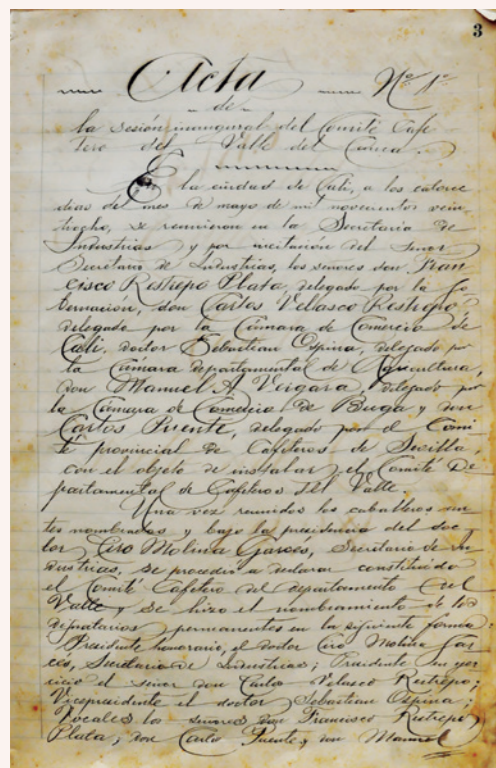 3
Acta Nº 1º
de
la sesión inaugural del Comité Cafe
tero del Valle del Cauca.
En la ciudad de Cali, a los catorce
dias del mes de mayo de mil novecientos vein-
tiocho, se reunieron en la Secretaria de
Industrias y por invitación del Señor
Secretario de Industrias, los señores don Fran
cisco Restrepo Plata, delegado por la Go
bernación, don Carlos Velasco Restrepo,
delegado por la Cámara de Comercio de
Cali, doctor Sebastian Ospina, delegado por
la Cámara departamental de Agricultura,
don Manuel A. Vergara, delegado por
la Cámara de Comercio de Buga y don
Carlos Puente, delegado por el Comi
té provincial de Cafeteros de Sevilla,
con el objeto de instalar el Comité De
partamental de Cafeteros del Valle.
Una vez reunidos los caballeros an
tes nombrados y bajo la presidencia del doc
tor Ciro Molina Garcés, Secretario de In
dustrias, se procedió a declarar constituido
el Comité Cafetero del departamento del
Valle y se hizo el nombramiento de los
dignatarios permanentes en la siguiente forma:
Presidente honorario, el doctor Ciro Molina Gar
cés, Secretario de Industrias; Presidente en ejer
cicio el señor don Carlos Velasco Restrepo;
Vicepresidente el doctor Sebastian Ospina;
Vocales los señores don Francisco Restrepo
Plata, don Carlos Puente y don Manuel